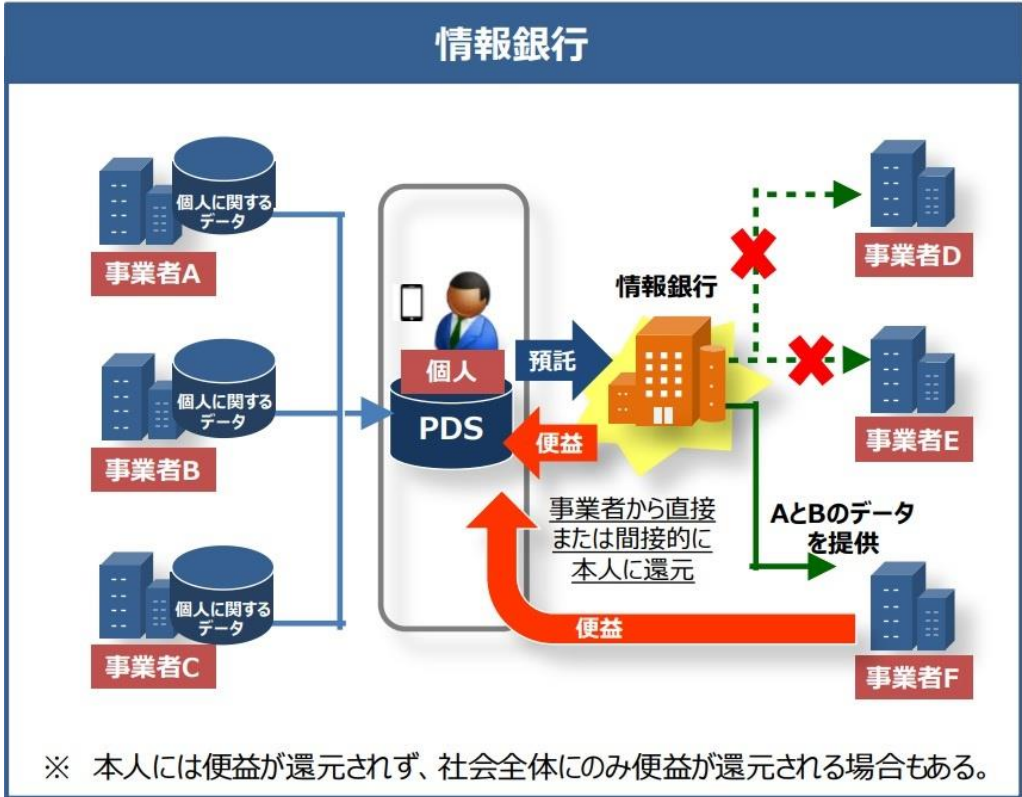 情報銀行
個人に関する
データ
事業者A
個人に関する
データ
事業者B
個人に関する
データ
事業者C
個人
PDS
預託
便益
情報銀行
事業者から直接
または間接的に
本人に還元
便益
AとBのデータ
を提供
事業者D
事業者E
事業者F
※ 本人には便益が還元されず、社会全体にのみ便益が還元される場合もある。